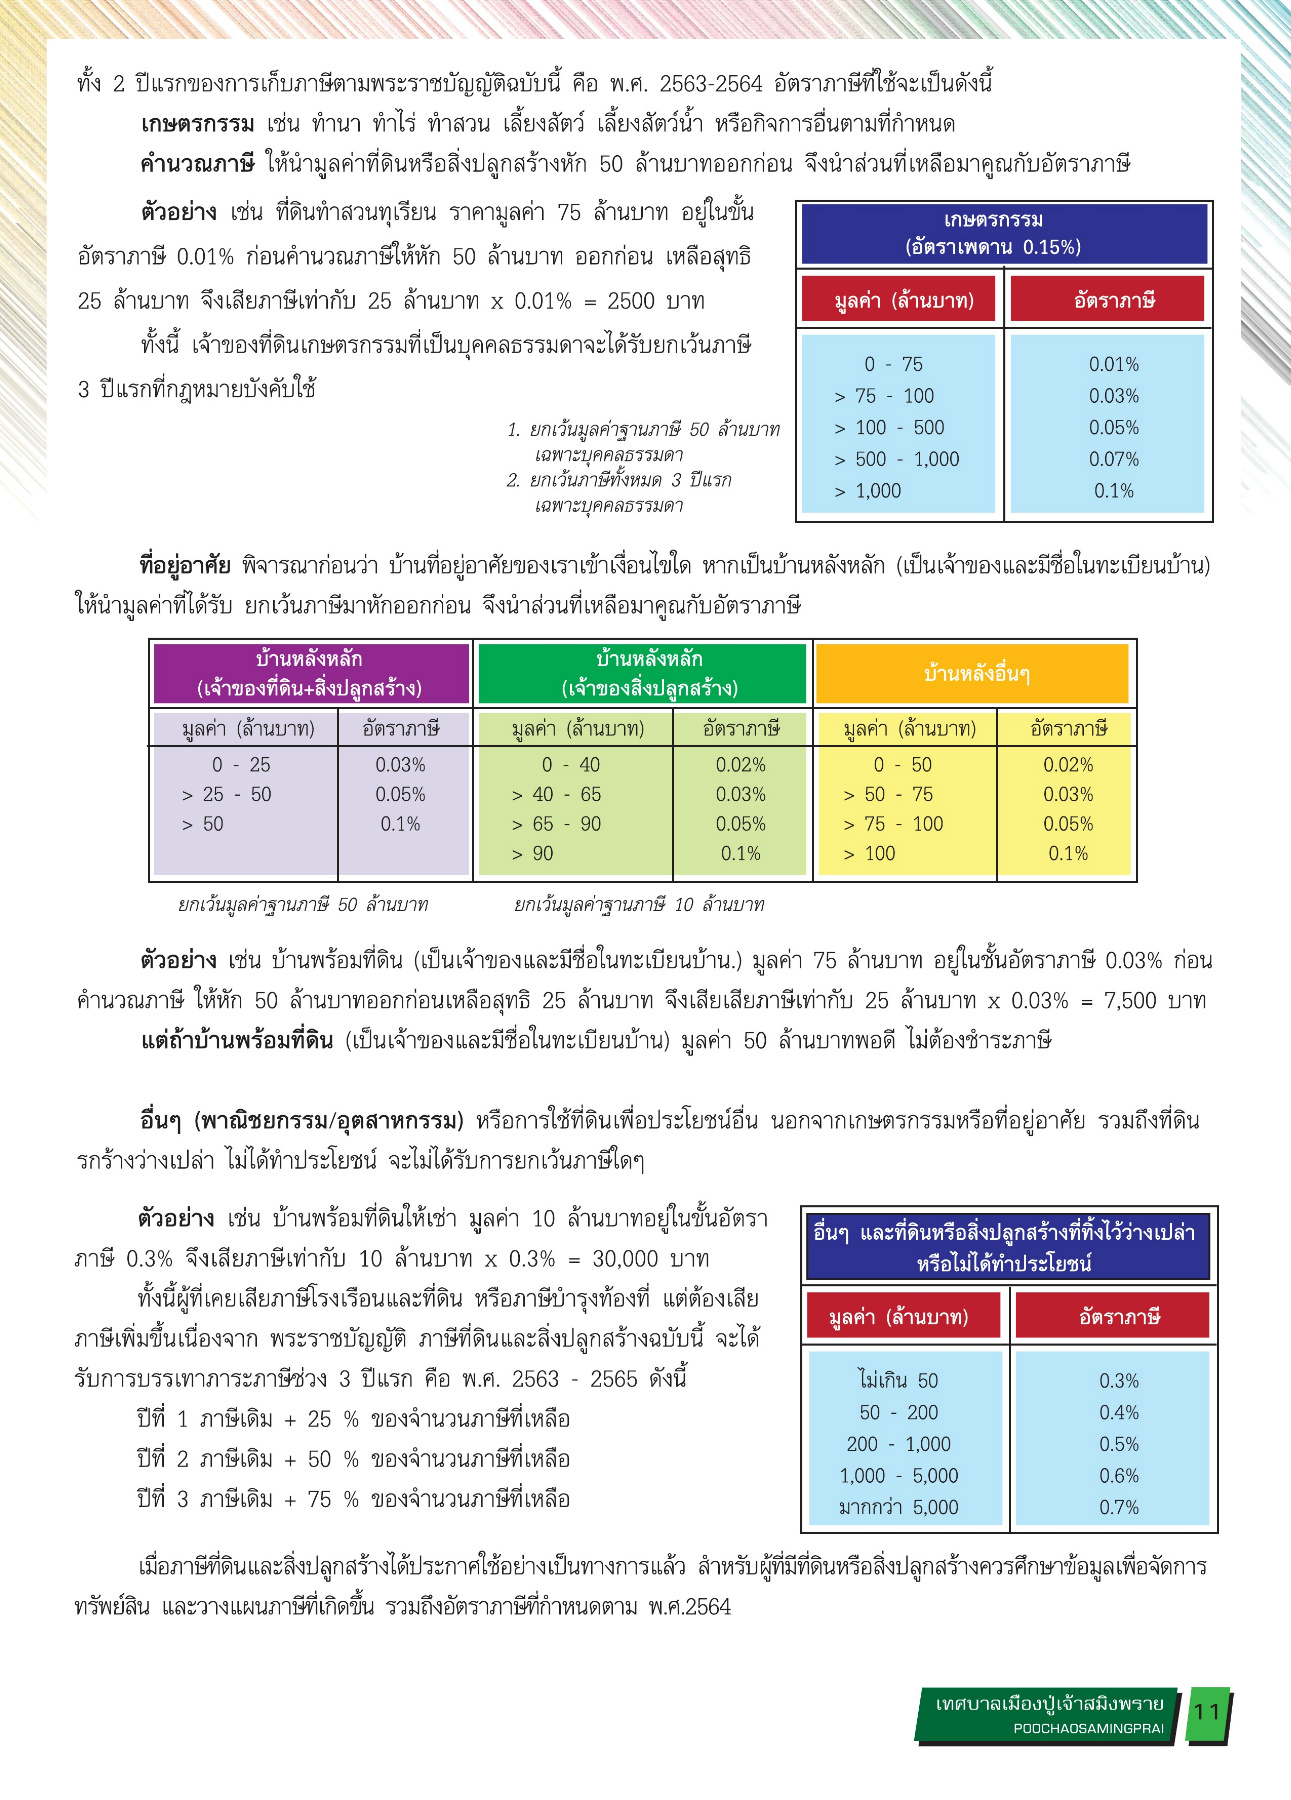 ทั้ง 2 ปีแรกของการเก็บภาษีตามพระราชบัญญัติฉบับนี้ คือ พ.ศ. 2563-2564 อัตราภาษีที่ใช้จะเป็นดังนี้
เกษตรกรรม เช่น ทำนา ทำไร่ ทำสวน เลี้ยงสัตว์ เลี้ยงสัตว์น้ำ หรือกิจการอื่นตามที่กำหนด
คำนวณภาษี ให้นำมูลค่าที่ดินหรือสิ่งปลูกสร้างหัก 50 ล้านบาทออกก่อน จึงนำส่วนที่เหลือมาคูณกับอัตราภาษี
ตัวอย่าง เช่น ที่ดินทำสวนทุเรียน ราคามูลค่า 75 ล้านบาท อยู่ในขั้น
อัตราภาษี 0.01% ก่อนคำนวณภาษีให้หัก 50 ล้านบาท ออกก่อน เหลือสุทธิ
25 ล้านบาท จึงเสียภาษีเท่ากับ 25 ล้านบาท x 0.01% = 2500 บาท
ทั้งนี้ เจ้าของที่ดินเกษตรกรรมที่เป็นบุคคลธรรมดาจะได้รับยกเว้นภาษี
3 ปีแรกที่กฎหมายบังคับใช้
1. ยกเว้นมูลค่าฐานภาษี 50 ล้านบาท
เฉพาะบุคคลธรรมดา
2. ยกเว้นภาษีทั้งหมด 3 ปีแรก
เฉพาะบุคคลธรรมดา
เกษตรกรรม
(อัตราเพดาน 0.15%)
มูลค่า (ล้านบาท) อัตราภาษี
0 - 75 0.01%
> 75 - 100 0.03%
> 100 - 500 0.05%
> 500 - 1,000 0.07%
> 1,000 0.1%
ที่อยู่อาศัย พิจารณาก่อนว่า บ้านที่อยู่อาศัยของเราเข้าเงื่อนไขใด หากเป็นบ้านหลังหลัก (เป็นเจ้าของและมีชื่อในทะเบียนบ้าน)
ให้นำมูลค่าที่ได้รับ ยกเว้นภาษีมาหักออกก่อน จึงนำส่วนที่เหลือมาคูณกับอัตราภาษี
บ้านหลังหลัก บ้านหลังหลัก บ้านหลังอื่นๆ
(เจ้าของที่ดิน+สิ่งปลูกสร้าง) (เจ้าของสิ่งปลูกสร้าง)
มูลค่า (ล้านบาท) อัตราภาษี มูลค่า (ล้านบาท) อัตราภาษี มูลค่า (ล้านบาท) อัตราภาษี
0 - 25 0.03% 0 - 40 0.02% 0 - 50 0.02%
> 25 - 50 0.05% > 40 - 65 0.03% > 50 - 75 0.03%
> 50 0.1% > 65 - 90 0.05% > 75 - 100 0.05%
> 90 0.1% > 100 0.1%
ยกเว้นมูลค่าฐานภาษี 50 ล้านบาท ยกเว้นมูลค่าฐานภาษี 10 ล้านบาท
ตัวอย่าง เช่น บ้านพร้อมที่ดิน (เป็นเจ้าของและมีชื่อในทะเบียนบ้าน.) มูลค่า 75 ล้านบาท อยู่ในชั้นอัตราภาษี 0.03% ก่อน
คำนวณภาษี ให้หัก 50 ล้านบาทออกก่อนเหลือสุทธิ 25 ล้านบาท จึงเสียเสียภาษีเท่ากับ 25 ล้านบาท x 0.03% = 7,500 บาท
แต่ถ้าบ้านพร้อมที่ดิน (เป็นเจ้าของและมีชื่อในทะเบียนบ้าน) มูลค่า 50 ล้านบาทพอดี ไม่ต้องชำระภาษี
อื่นๆ (พาณิชยกรรม/อุตสาหกรรม) หรือการใช้ที่ดินเพื่อประโยชน์อื่น นอกจากเกษตรกรรมหรือที่อยู่อาศัย รวมถึงที่ดิน
รกร้างว่างเปล่า ไม่ได้ทำประโยชน์ จะไม่ได้รับการยกเว้นภาษีใดๆ
ตัวอย่าง เช่น บ้านพร้อมที่ดินให้เช่า มูลค่า 10 ล้านบาทอยู่ในขั้นอัตรา
ภาษี 0.3% จึงเสียภาษีเท่ากับ 10 ล้านบาท x 0.3% = 30,000 บาท
ทั้งนี้ผู้ที่เคยเสียภาษีโรงเรือนและที่ดิน หรือภาษีบำรุงท้องที่ แต่ต้องเสีย
ภาษีเพิ่มขึ้นเนื่องจาก พระราชบัญญัติ ภาษีที่ดินและสิ่งปลูกสร้างฉบับนี้ จะได้
รับการบรรเทาภาระภาษีช่วง 3 ปีแรก คือ พ.ศ. 2563 - 2565 ดังนี้
ปีที่ 1 ภาษีเดิม + 25 % ของจำนวนภาษีที่เหลือ
ปีที่ 2 ภาษีเดิม + 50 % ของจำนวนภาษีที่เหลือ
ปีที่ 3 ภาษีเดิม + 75 % ของจำนวนภาษีที่เหลือ
อื่นๆ และที่ดินหรือสิ่งปลูกสร้างที่ทิ้งไว้ว่างเปล่า
หรือไม่ได้ทำประโยชน์
มูลค่า (ล้านบาท) อัตราภาษี
ไม่เกิน 50 0.3%
50 - 200 0.4%
200 - 1,000 0.5%
1,000 - 5,000 0.6%
มากกว่า 5,000 0.7%
เมื่อภาษีที่ดินและสิ่งปลูกสร้างได้ประกาศใช้อย่างเป็นทางการแล้ว สำหรับผู้ที่มีที่ดินหรือสิ่งปลูกสร้างควรศึกษาข้อมูลเพื่อจัดการ
ทรัพย์สิน และวางแผนภาษีที่เกิดขึ้น รวมถึงอัตราภาษีที่กำหนดตาม พ.ศ.2564
เทศบาลเมืองปู่เจ้าสมิงพราย
POOCHAOSAMINGPRAI
11